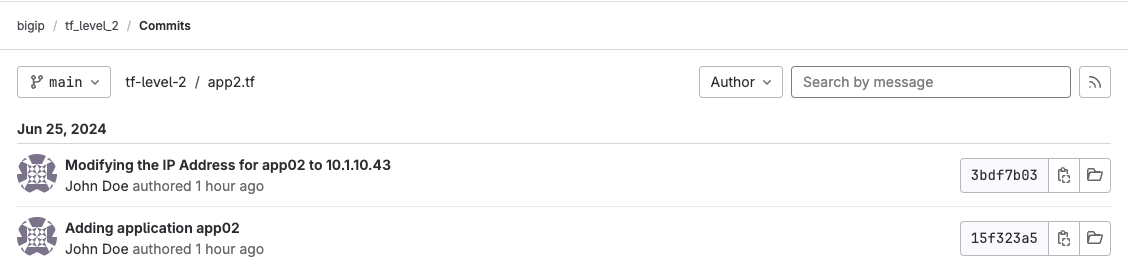 bigip / tf_level_2 / Commits
main tf-level-2 / app2.tf Author Search by message
Jun 25, 2024
Modifying the IP Address for app02 to 10.1.10.43
John Doe authored 1 hour ago
3bdf7b03
Adding application app02
John Doe authored 1 hour ago
15f323a5